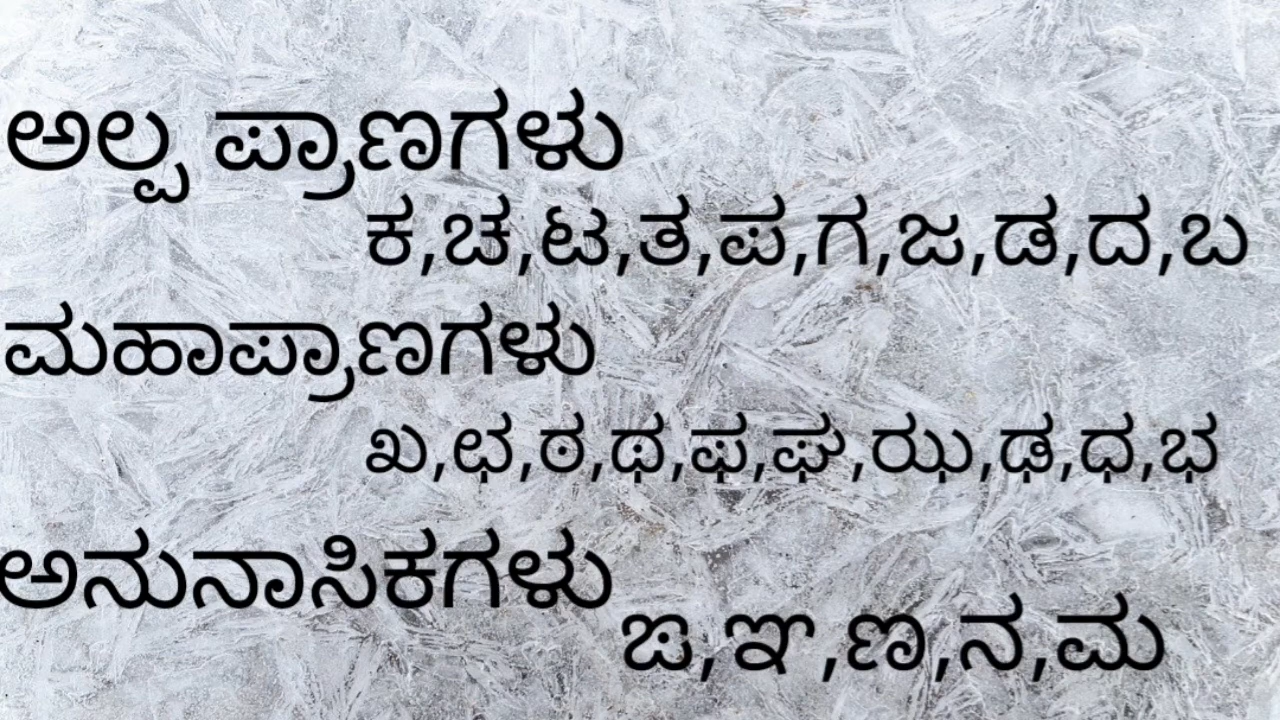 ಅಲ್ಪ ಪ್ರಾಣಗಳು
ಕ,ಚ,ಟ,ತ,ಪ,ಗ,ಜ,ಡ,ದ,ಬ
ಮಹಾಪ್ರಾಣಗಳು
ಖ,ಛ,ಠ,ಥ,ಫ,ಘ,ಝ,ಢ,ಧ,ಭ
ಅನುನಾಸಿಕಗಳು
ಙ,ಞ,ಣ,ನ,ಮ